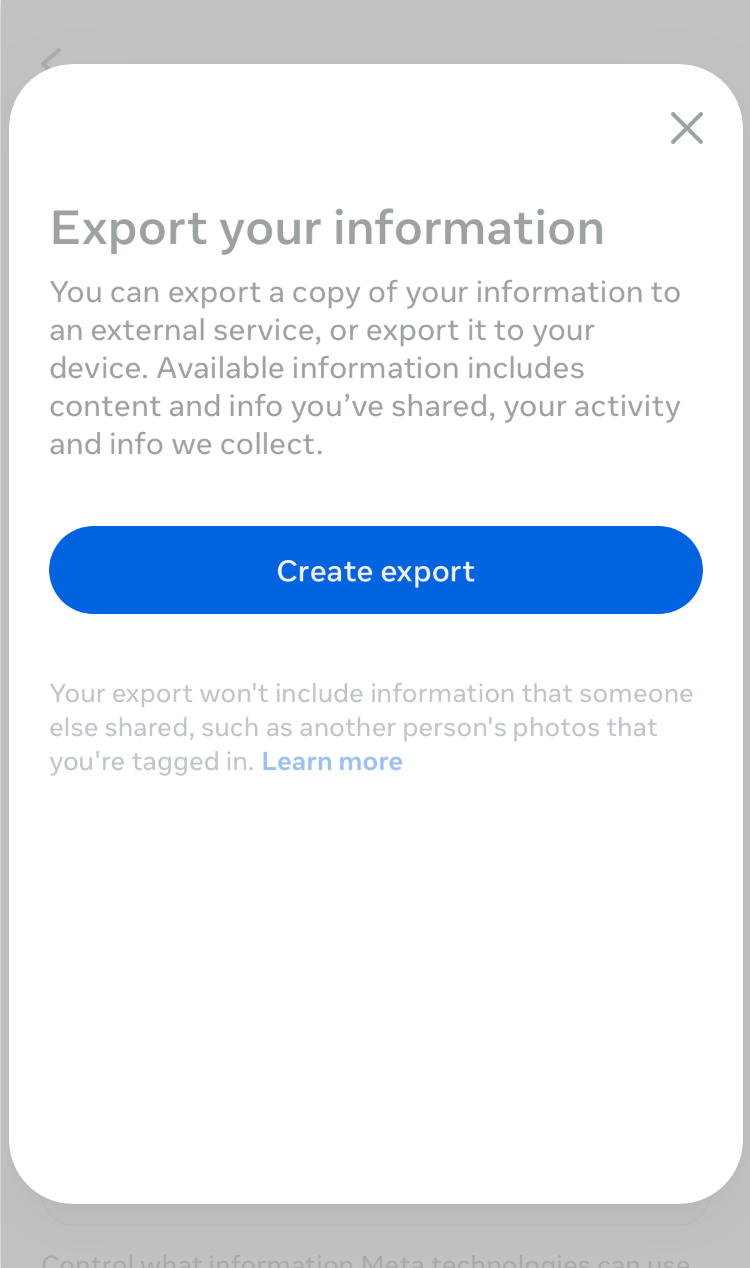 Export your information
You can export a copy of your information to
an external service, or export it to your
device. Available information includes
content and info you’ve shared, your activity
and info we collect.
Create export
Your export won't include information that someone
else shared, such as another person's photos that
you're tagged in. Learn more
Control what information Meta technologies can use